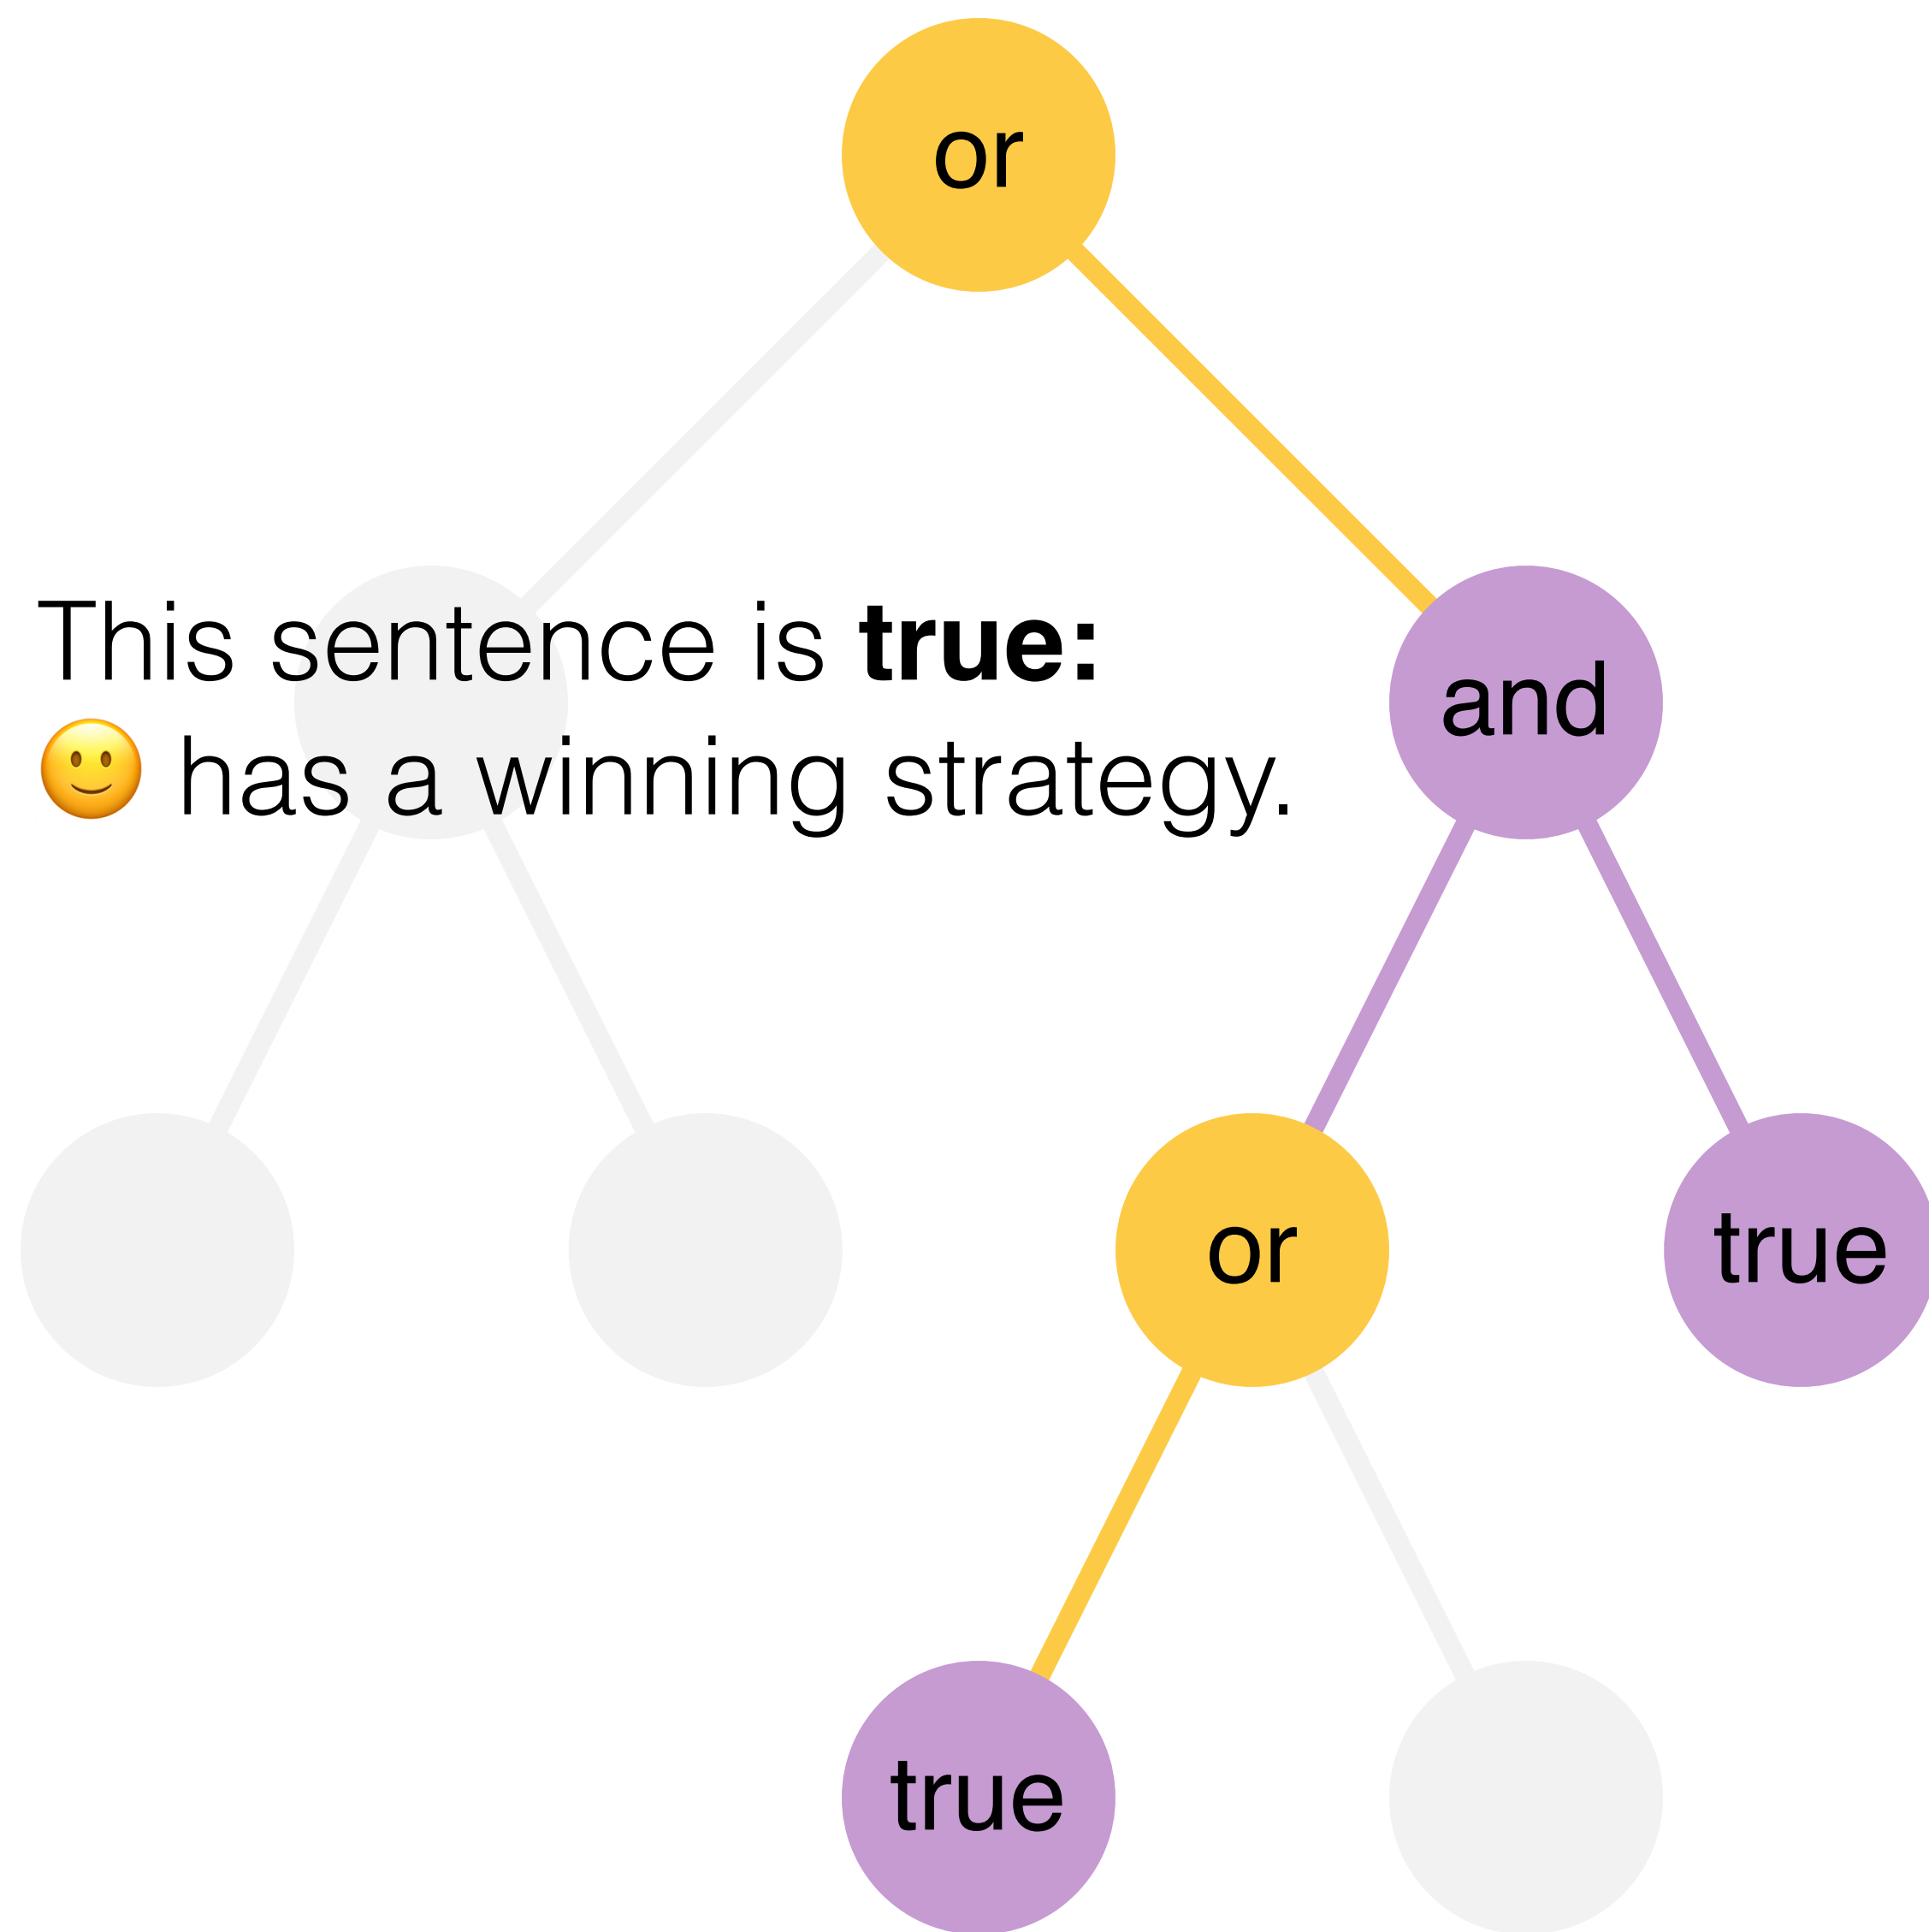 or
This sentence is true:
has a winning strategy.
and
or
true
true